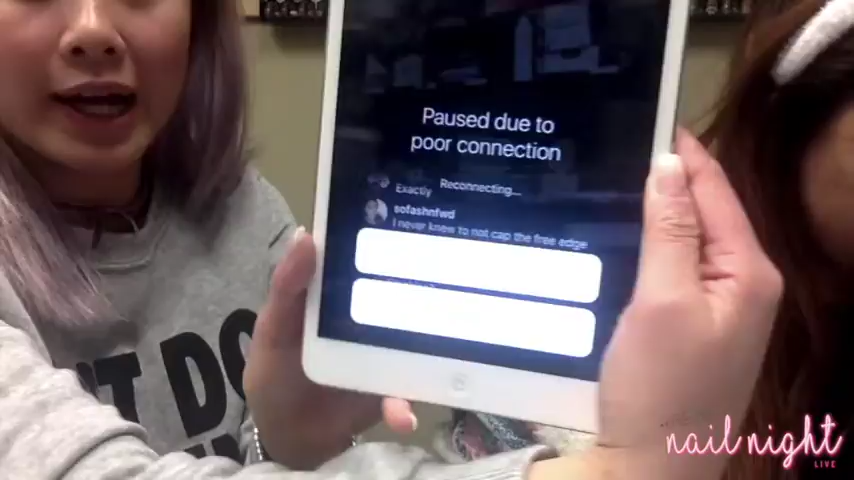 Paused due to
poor connection
Reconnecting...
Exactly
sofashnfwd
I never knew to not cap the free edge
DO
nail night
LIVE